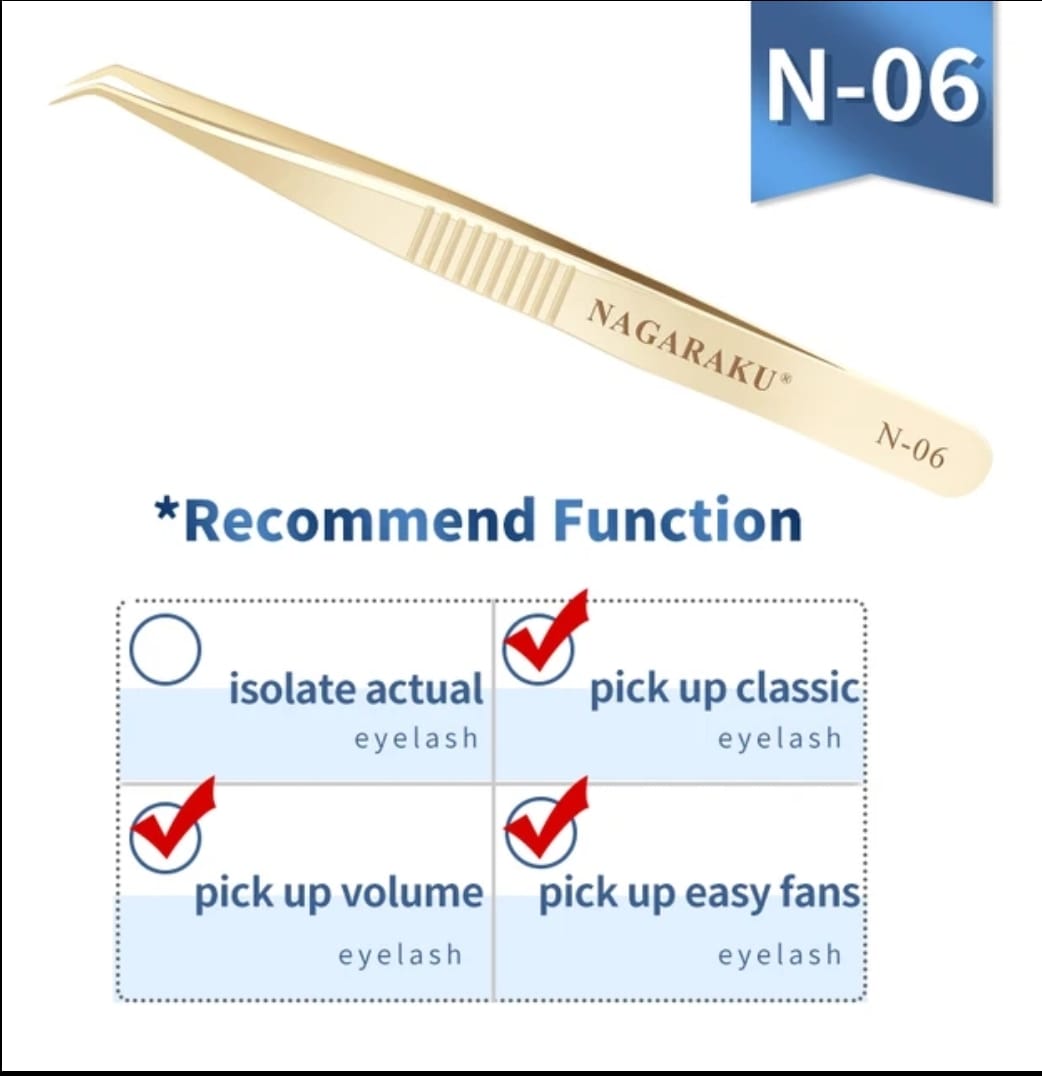 N-06
NAGARAKU®
N-06
*Recommend Function
isolate actual
eyelash
pick up classic
eyelash
pick up volume
eyelash
pick up easy fans
eyelash